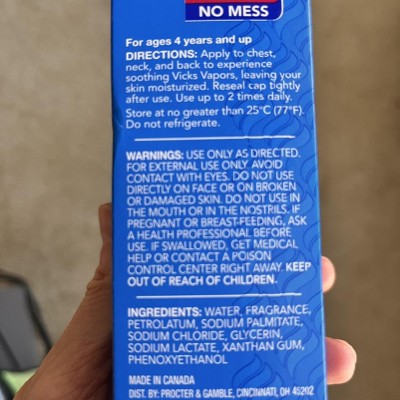 NO MESS
For ages 4 years and up
DIRECTIONS: Apply to chest,
neck, and back to experience
soothing Vicks Vapors, leaving your
skin moisturized. Reseal cap tightly
after use. Use up to 2 times daily.
Store at no greater than 25°C (77°F).
Do not refrigerate.
WARNINGS: USE ONLY AS DIRECTED.
FOR EXTERNAL USE ONLY. AVOID
CONTACT WITH EYES. DO NOT USE
DIRECTLY ON FACE OR ON BROKEN
OR DAMAGED SKIN. DO NOT USE IN
THE MOUTH OR IN THE NOSTRILS. IF
PREGNANT OR BREAST-FEEDING, ASK
A HEALTH PROFESSIONAL BEFORE
USE. IF SWALLOWED, GET MEDICAL
HELP OR CONTACT A POISON
CONTROL CENTER RIGHT AWAY. KEEP
OUT OF REACH OF CHILDREN.
INGREDIENTS: WATER, FRAGRANCE,
PETROLATUM, SODIUM PALMITATE,
SODIUM CHLORIDE, GLYCERIN,
SODIUM LACTATE, XANTHAN GUM,
PHENOXYETHANOL
MADE IN CANADA
DIST. BY: PROCTER & GAMBLE, CINCINNATI, OH 45202